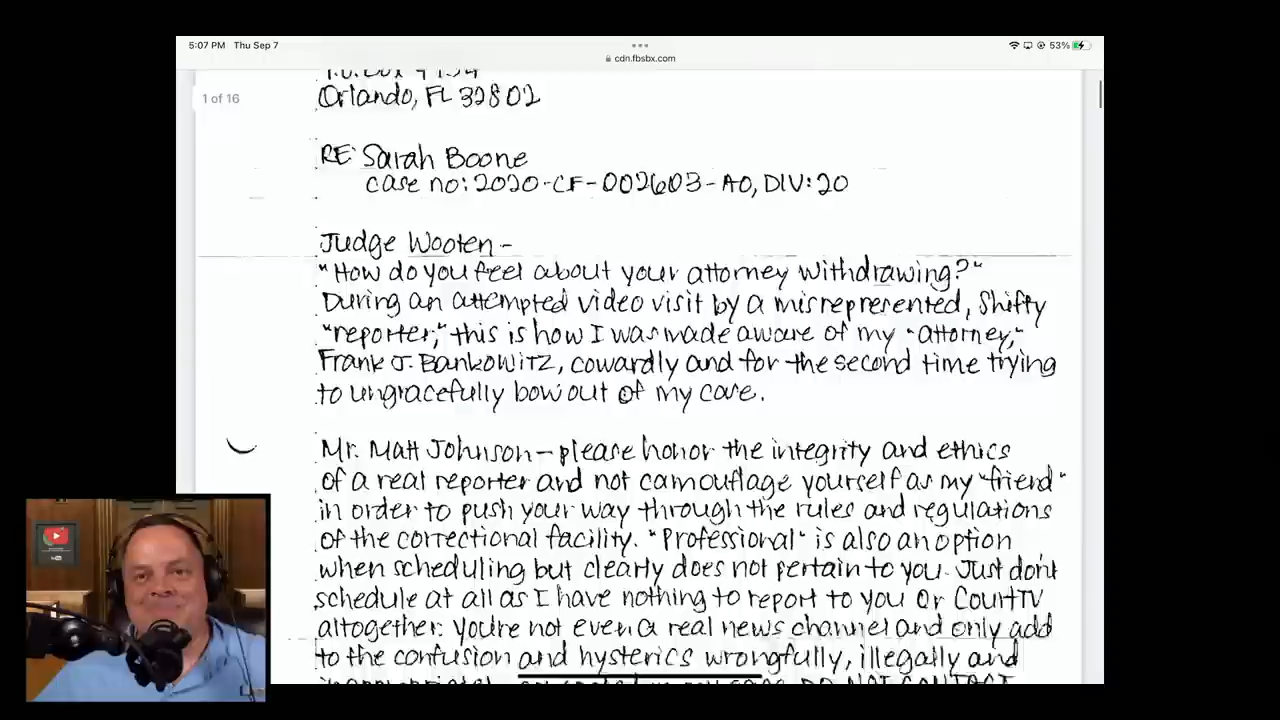 5:07 PM Thu Sep 7
53%
cdn.fbsbx.com
1 of 16
Orlando, FL 32802
RE: Sarah Boone
case no: 2020-CF-002603-AO, DIV: 20
Judge Wooten-
"How do you feel about your attorney withdrawing?"
During an attempted video visit by a misrepresented, shifty
"reporter," this is how I was made aware of my "attorney,"
Frank J. Bankowitz, cowardly and for the second time trying
to ungracefully bow out of my case.
Mr. Matt Johnson- please honor the integrity and ethics
of a real reporter and not camouflage yourself as my "friend"
in order to push your way through the rules and regulations
of the correctional facility. "Professional" is also an option
when scheduling but clearly does not pertain to you. Just don't
schedule at all as I have nothing to report to you or CourtTV
altogether. You're not even a real news channel and only add
to the confusion and hysterics wrongfully, illegally and
DO NOT CONTACT